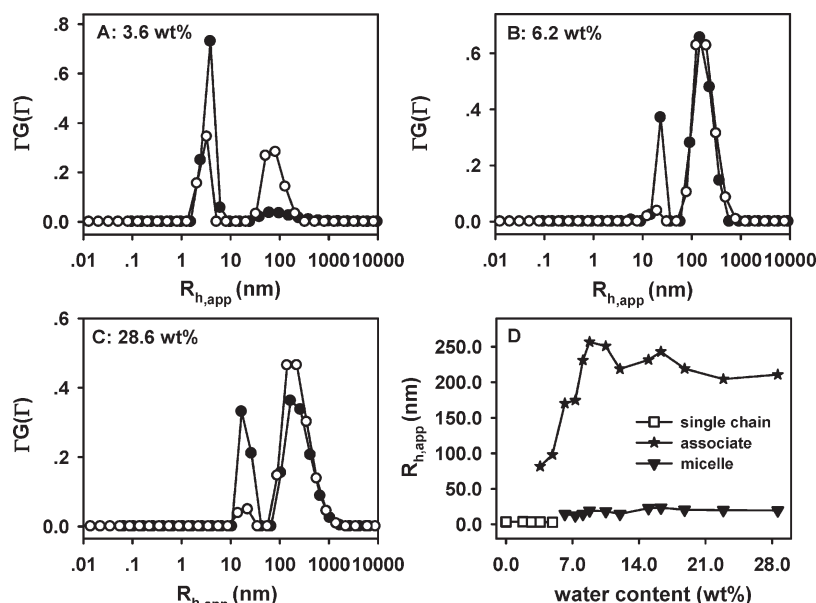 A: 3.6 wt%
ΓG(Γ)
.8
.6
.4
.2
0.0
.01 .1 1 10 100 1000 10000
R h,app (nm)
B: 6.2 wt%
ΓG(Γ)
.6
.4
.2
0.0
.01 .1 1 10 100 1000 10000
R h,app (nm)
C: 28.6 wt%
ΓG(Γ)
.6
.4
.2
0.0
.01 .1 1 10 100 1000 10000
R h,app (nm)
D
R h,app (nm)
250.0
200.0
150.0
100.0
50.0
0.0
single chain
associate
micelle
0.0 7.0 14.0 21.0 28.0
water content (wt%)